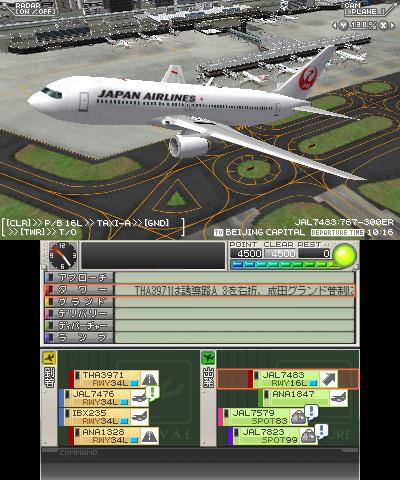 RADAR
[ON / OFF]
CAM
[PLANE]
Y 130% X
JAPAN AIRLINES
[CLR]>>P/B 16L>>TAXI-A>>[GND]
>>[TWR]>>T/O
JAL7483:767-300ER
TO BEIJING CAPITAL DEPARTURE TIME 10:16
POINT CLEAR REST
4500 4500 0
アプローチ
タワー
THA3971は誘導路A 3を右折、成田グランド管制に
グランド
デリバリー
ディパーチャー
ランプ
到着
THA3971
RWY34L
JAL7476
RWY34L
IBX235
RWY34L
ANA1328
RWY34L
出発
JAL7483
RWY16L
ANA1847
JAL7579
SPOT83
JAL7823
SPOT99
COMMAND